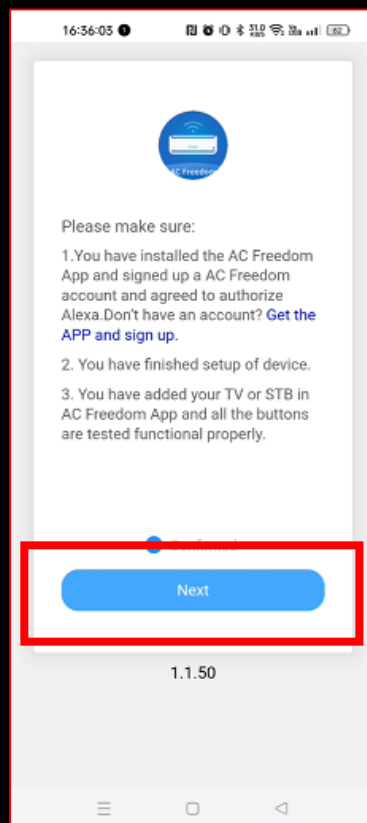 16:36:03
AC Freedom
Please make sure:
1.You have installed the AC Freedom
App and signed up a AC Freedom
account and agreed to authorize
Alexa.Don't have an account? Get the
APP and sign up.
2. You have finished setup of device.
3. You have added your TV or STB in
AC Freedom App and all the buttons
are tested functional properly.
Confirmed
Next
1.1.50